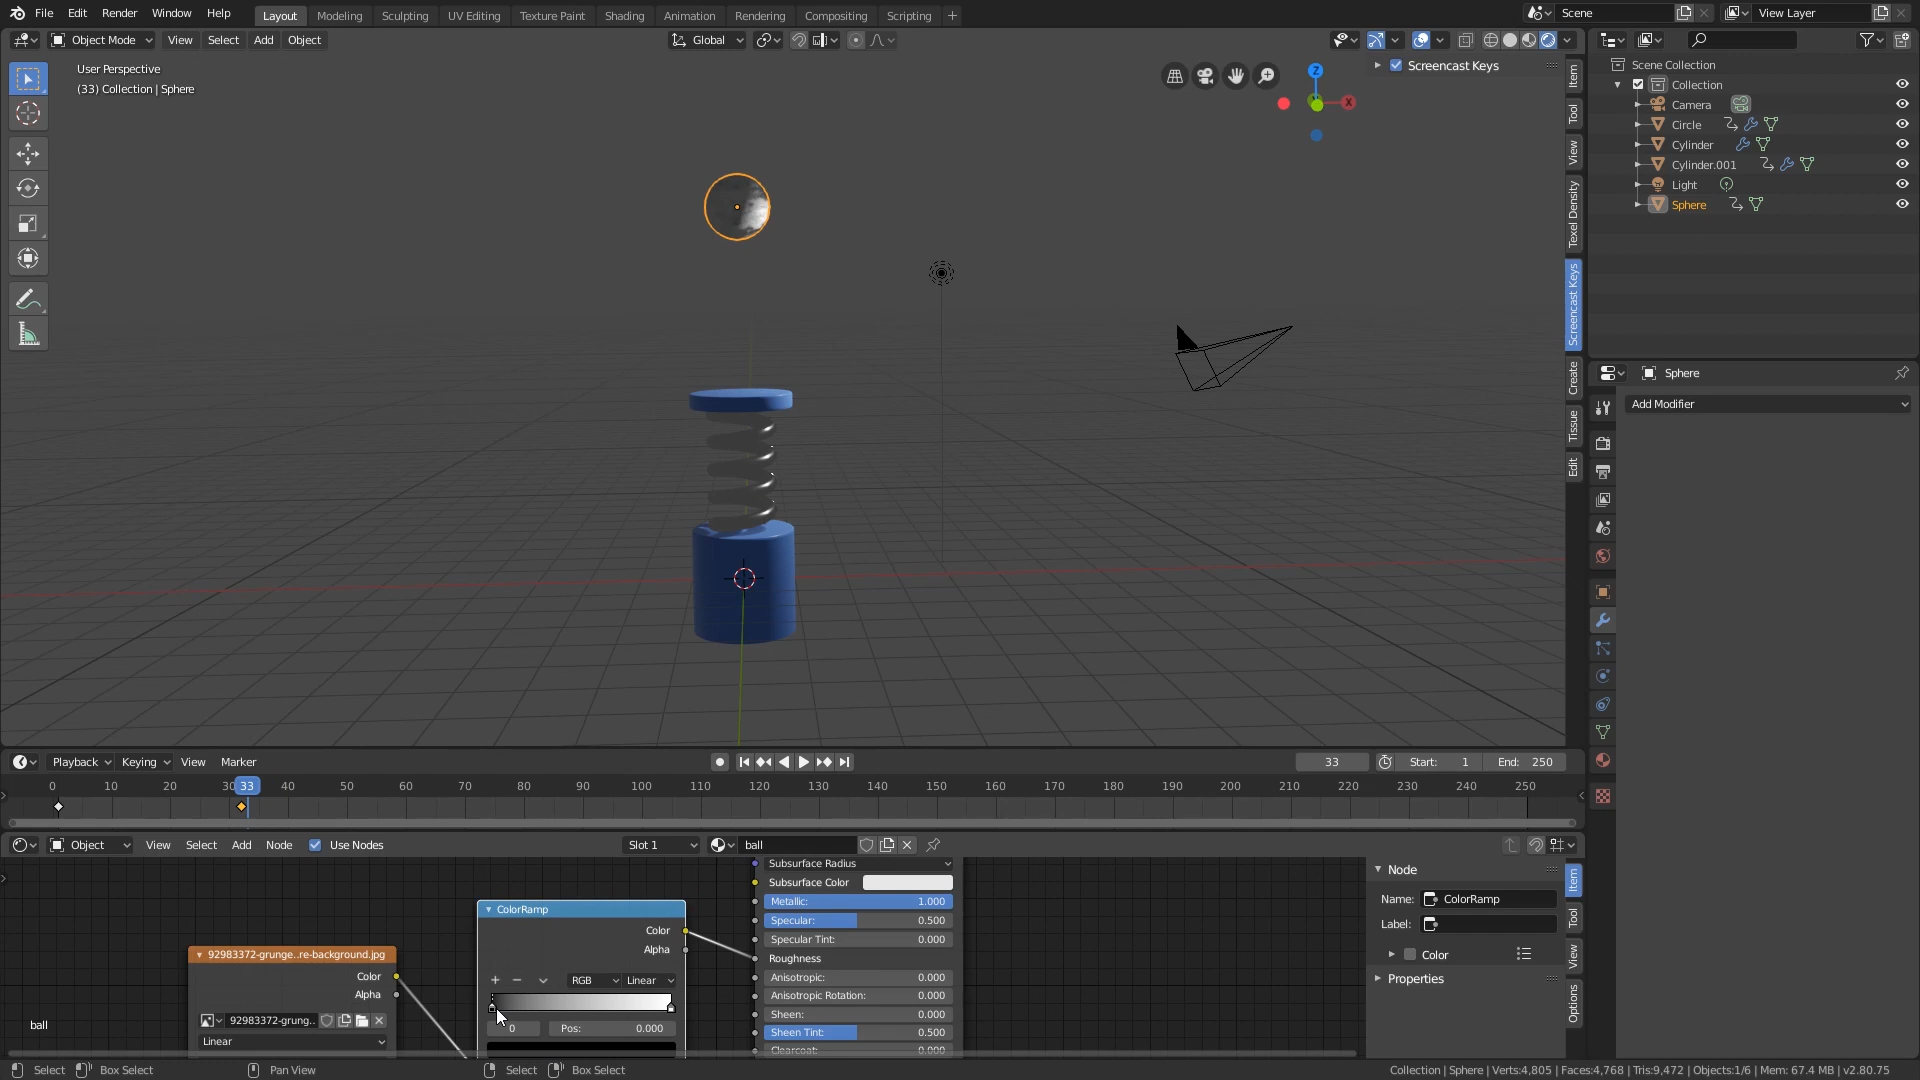 File Edit Render Window Help Layout Modeling Sculpting UV Editing Texture Paint Shading Animation Rendering Compositing Scripting + Scene View Layer
Object Mode View Select Add Object Global
User Perspective
(33) Collection | Sphere
Screencast Keys
Z
X
Item
Tool
View
Texel Density
Screencast Keys
Create
Tissue
Edit
Scene Collection
Collection
Camera
Circle
Cylinder
Cylinder.001
Light
Sphere
Sphere
Add Modifier
Playback Keying View Marker 33 Start: 1 End: 250
0 10 20 30 33 40 50 60 70 80 90 100 110 120 130 140 150 160 170 180 190 200 210 220 230 240 250
Object View Select Add Node Use Nodes Slot 1 ball
92983372-grunge..re-background.jpg
Color
Alpha
92983372-grung..
Linear
ball
ColorRamp
Color
Alpha
RGB Linear
0 Pos: 0.000
Subsurface Radius
Subsurface Color
Metallic: 1.000
Specular: 0.500
Specular Tint: 0.000
Roughness
Anisotropic: 0.000
Anisotropic Rotation: 0.000
Sheen: 0.000
Sheen Tint: 0.500
Clearcoat: 0.000
Node
Name: ColorRamp
Label:
Color
Properties
Item
Tool
View
Options
Select Box Select Pan View Select Box Select Collection | Sphere | Verts:4,805 | Faces:4,768 | Tris:9,472 | Objects:1/6 | Mem: 67.4 MB | v2.80.75